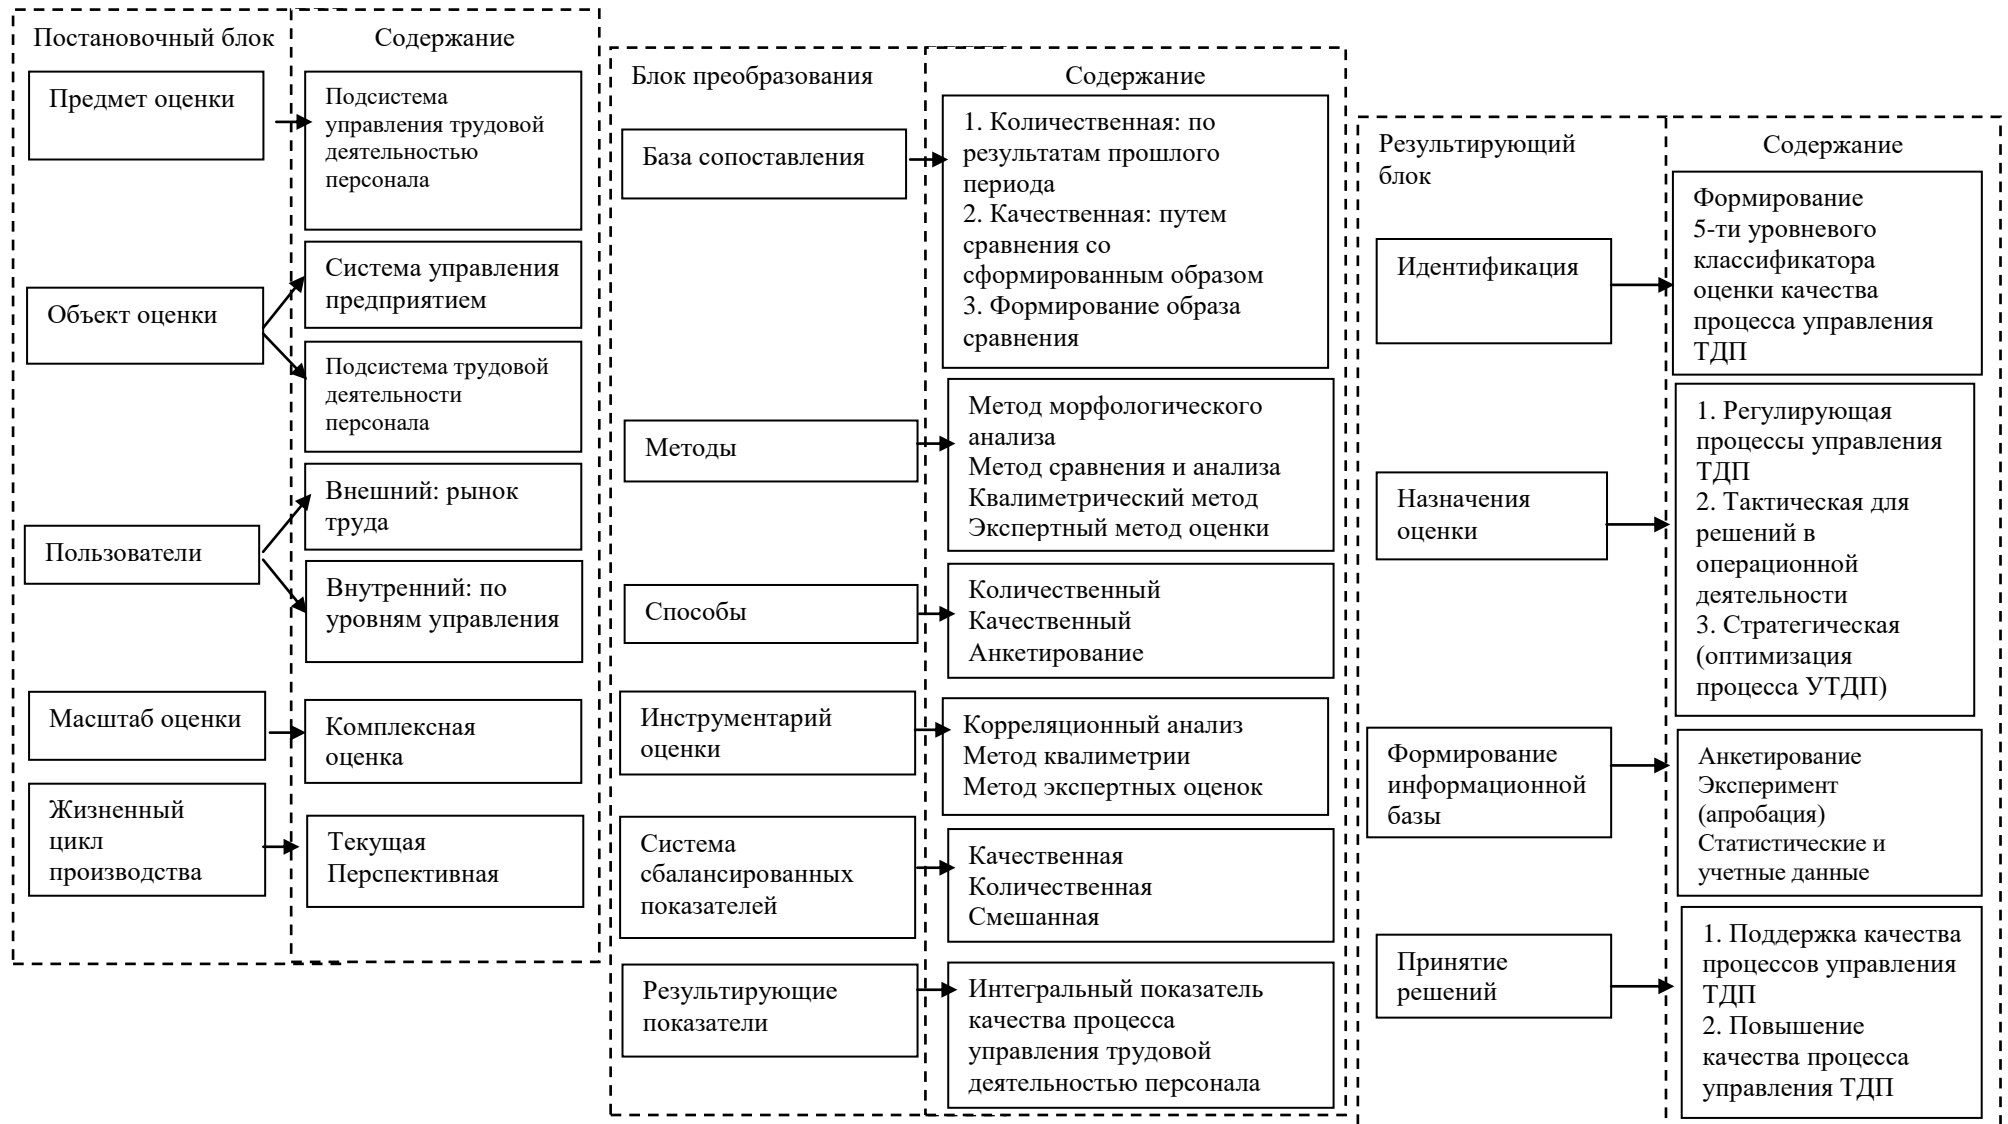 Постановочный блок
Содержание
Предмет оценки
Подсистема
управления трудовой
деятельностью
персонала
Объект оценки
Система управления
предприятием
Подсистема трудовой
деятельности
персонала
Пользователи
Внешний: рынок
труда
Внутренний: по
уровням управления
Масштаб оценки
Комплексная
оценка
Жизненный
цикл
производства
Текущая
Перспективная
Блок преобразования
Содержание
База сопоставления
1. Количественная: по
результатам прошлого
периода
2. Качественная: путем
сравнения со
сформированным образом
3. Формирование образа
сравнения
Методы
Метод морфологического
анализа
Метод сравнения и анализа
Квалиметрический метод
Экспертный метод оценки
Способы
Количественный
Качественный
Анкетирование
Инструментарий
оценки
Корреляционный анализ
Метод квалиметрии
Метод экспертных оценок
Система
сбалансированных
показателей
Качественная
Количественная
Смешанная
Результирующие
показатели
Интегральный показатель
качества процесса
управления трудовой
деятельностью персонала
Результирующий
блок
Содержание
Идентификация
Формирование
5-ти уровневого
классификатора
оценки качества
процесса управления
ТДП
Назначения
оценки
1. Регулирующая
процессы управления
ТДП
2. Тактическая для
решений в
операционной
деятельности
3. Стратегическая
(оптимизация
процесса УТДП)
Формирование
информационной
базы
Анкетирование
Эксперимент
(апробация)
Статистические и
учетные данные
Принятие
решений
1. Поддержка качества
процессов управления
ТДП
2. Повышение
качества процесса
управления ТДП